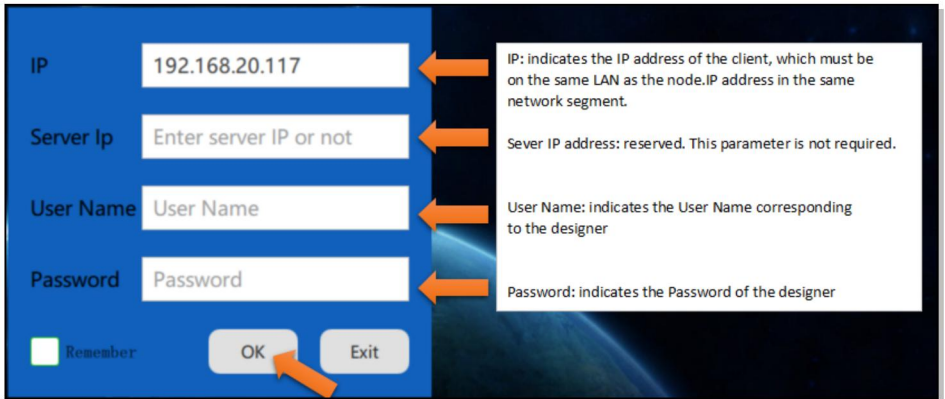 IP
192.168.20.117
IP: indicates the IP address of the client, which must be
on the same LAN as the node.IP address in the same
network segment.
Server Ip
Enter server IP or not
Sever IP address: reserved. This parameter is not required.
User Name
User Name
User Name: indicates the User Name corresponding
to the designer
Password
Password
Password: indicates the Password of the designer
Remember
OK
Exit